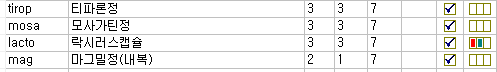 tirop 티파론정 3 3 7
mosa 모사가틴정 3 3 7
lacto 락시러스캡슐 3 3 7
mag 마그밀정(내복) 2 1 7